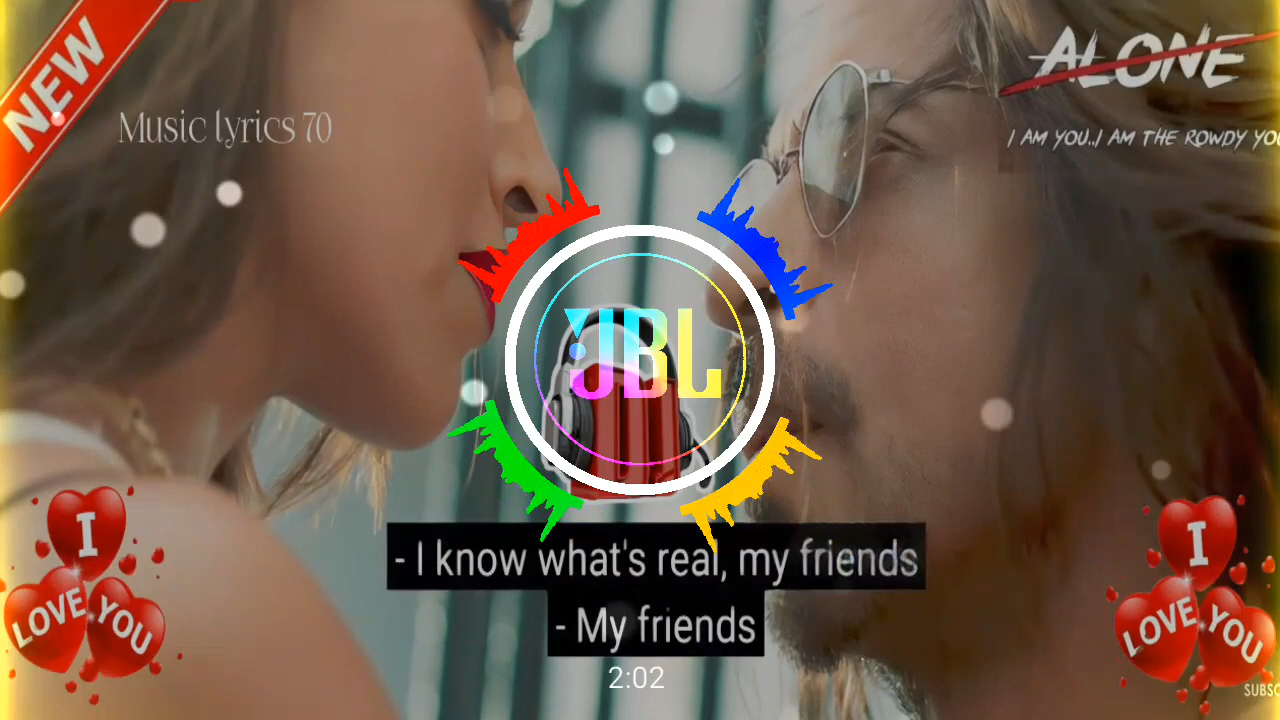 NEW
Music lyrics 70
ALONE
I AM YOU..I AM THE ROWDY
JBL
- I know what's real, my friends
- My friends
2:02
I
LOVE YOU
I
LOVE YOU